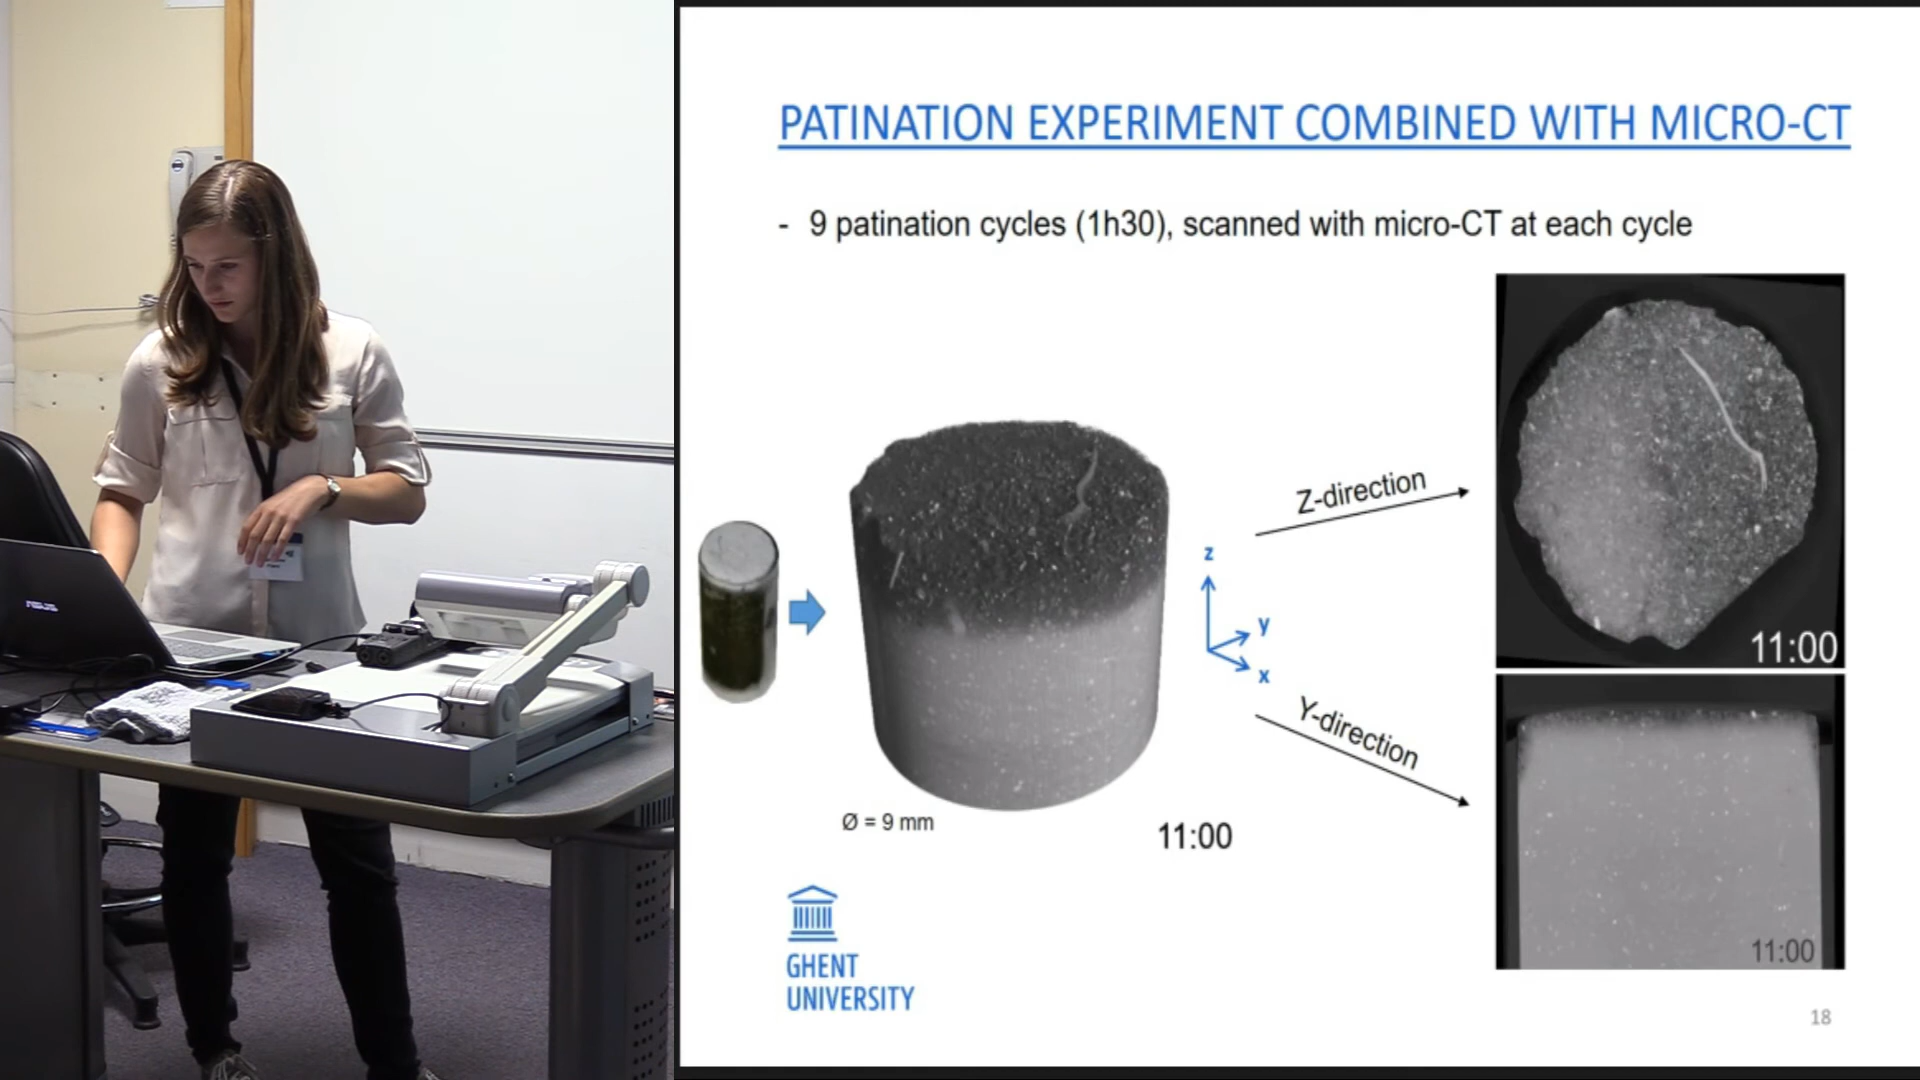 PATINATION EXPERIMENT COMBINED WITH MICRO-CT
- 9 patination cycles (1h30), scanned with micro-CT at each cycle
Z-direction
11:00
z
y
x
Y-direction
11:00
Ø = 9 mm
11:00
GHENT
UNIVERSITY
18